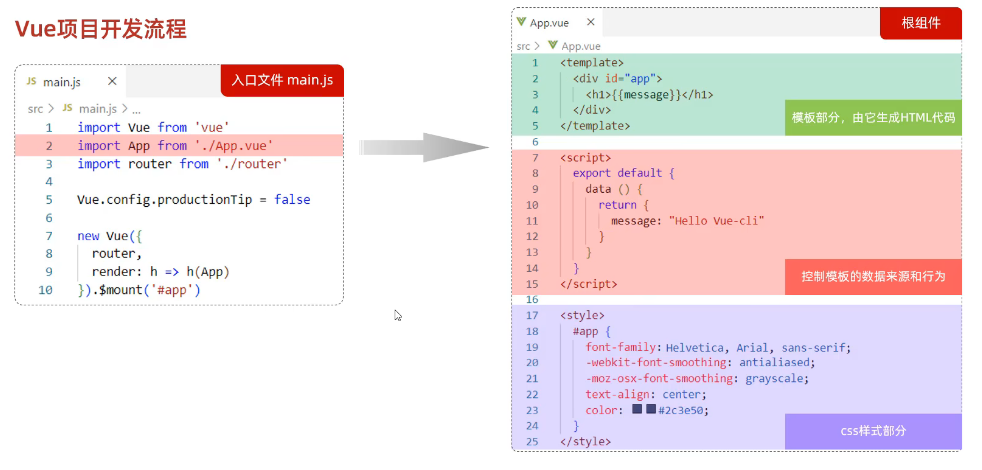 Vue项目开发流程
JS main.js ×
入口文件 main.js
src > JS main.js > ...
1 import Vue from 'vue'
2 import App from './App.vue'
3 import router from './router'
4
5 Vue.config.productionTip = false
6
7 new Vue({
8 router,
9 render: h => h(App)
10 }).$mount('#app')
App.vue ×
根组件
src > App.vue
1 <template>
2 <div id="app">
3 <h1>{{message}}</h1>
4 </div>
5 </template>
模板部分，由它生成HTML代码
6
7 <script>
8 export default {
9 data () {
10 return {
11 message: "Hello Vue-cli"
12 }
13 }
14 }
15 </script>
控制模板的数据来源和行为
16
17 <style>
18 #app {
19 font-family: Helvetica, Arial, sans-serif;
20 -webkit-font-smoothing: antialiased;
21 -moz-osx-font-smoothing: grayscale;
22 text-align: center;
23 color: #2c3e50;
24 }
25 </style>
css样式部分